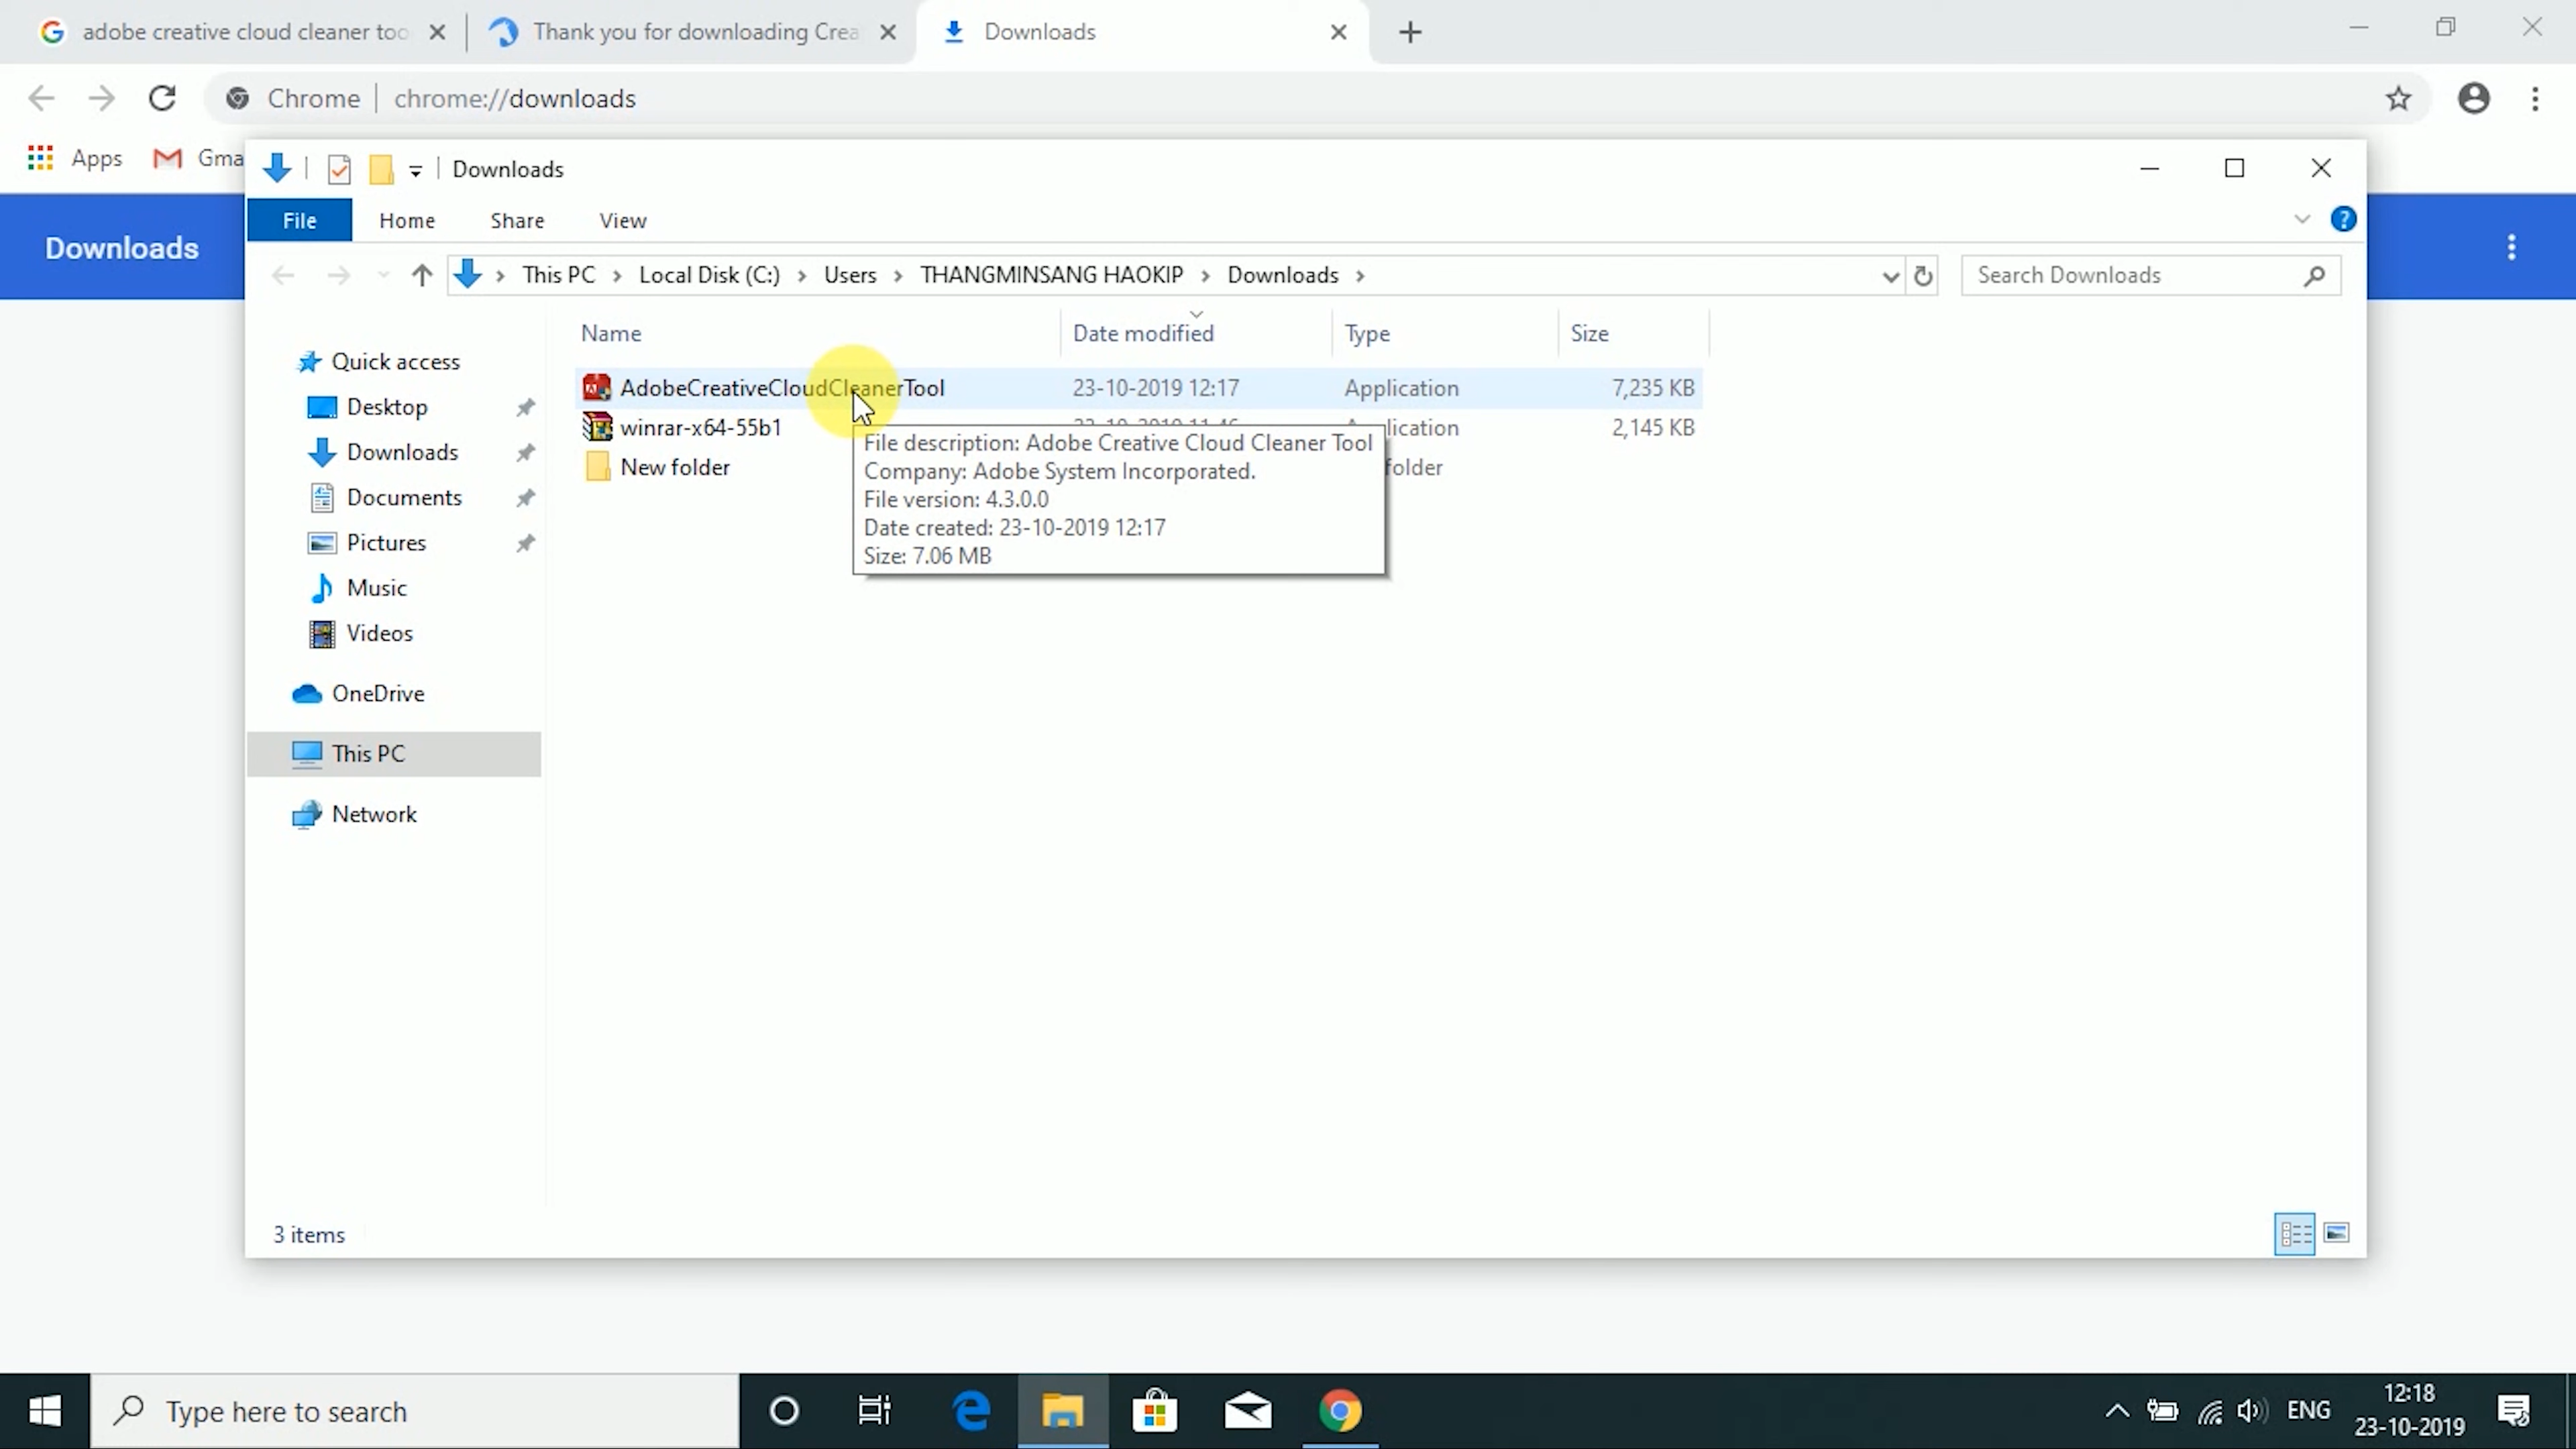 adobe creative cloud cleaner too
Thank you for downloading Crea
Downloads
Chrome
chrome://downloads
Apps
Gma
Downloads
Downloads
File
Home
Share
View
This PC
Local Disk (C:)
Users
THANGMINSANG HAOKIP
Downloads
Search Downloads
Name
Date modified
Type
Size
Quick access
Desktop
Downloads
Documents
Pictures
Music
Videos
OneDrive
This PC
Network
AdobeCreativeCloudCleanerTool 23-10-2019 12:17 Application 7,235 KB
winrar-x64-55b1 lication 2,145 KB
New folder folder
File description: Adobe Creative Cloud Cleaner Tool
Company: Adobe System Incorporated.
File version: 4.3.0.0
Date created: 23-10-2019 12:17
Size: 7.06 MB
3 items
Type here to search
ENG
12:18
23-10-2019